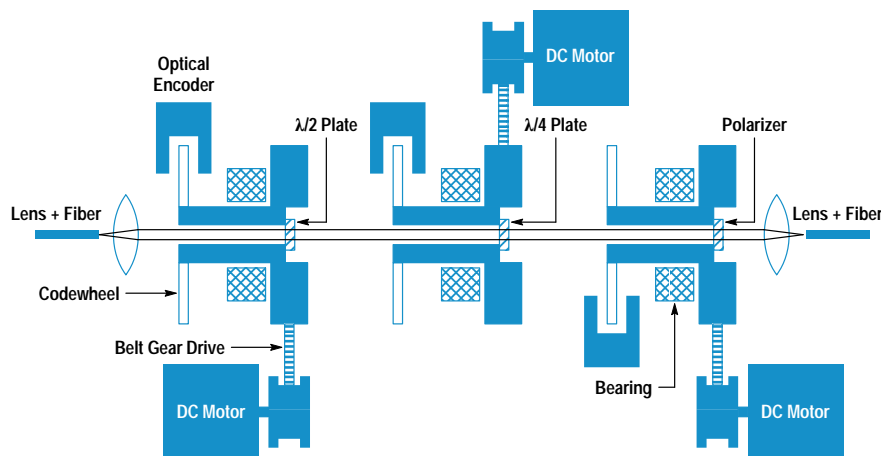 DC Motor
Optical
Encoder
λ/2 Plate
λ/4 Plate
Polarizer
Lens + Fiber
Lens + Fiber
Codewheel
Belt Gear Drive
Bearing
DC Motor
DC Motor